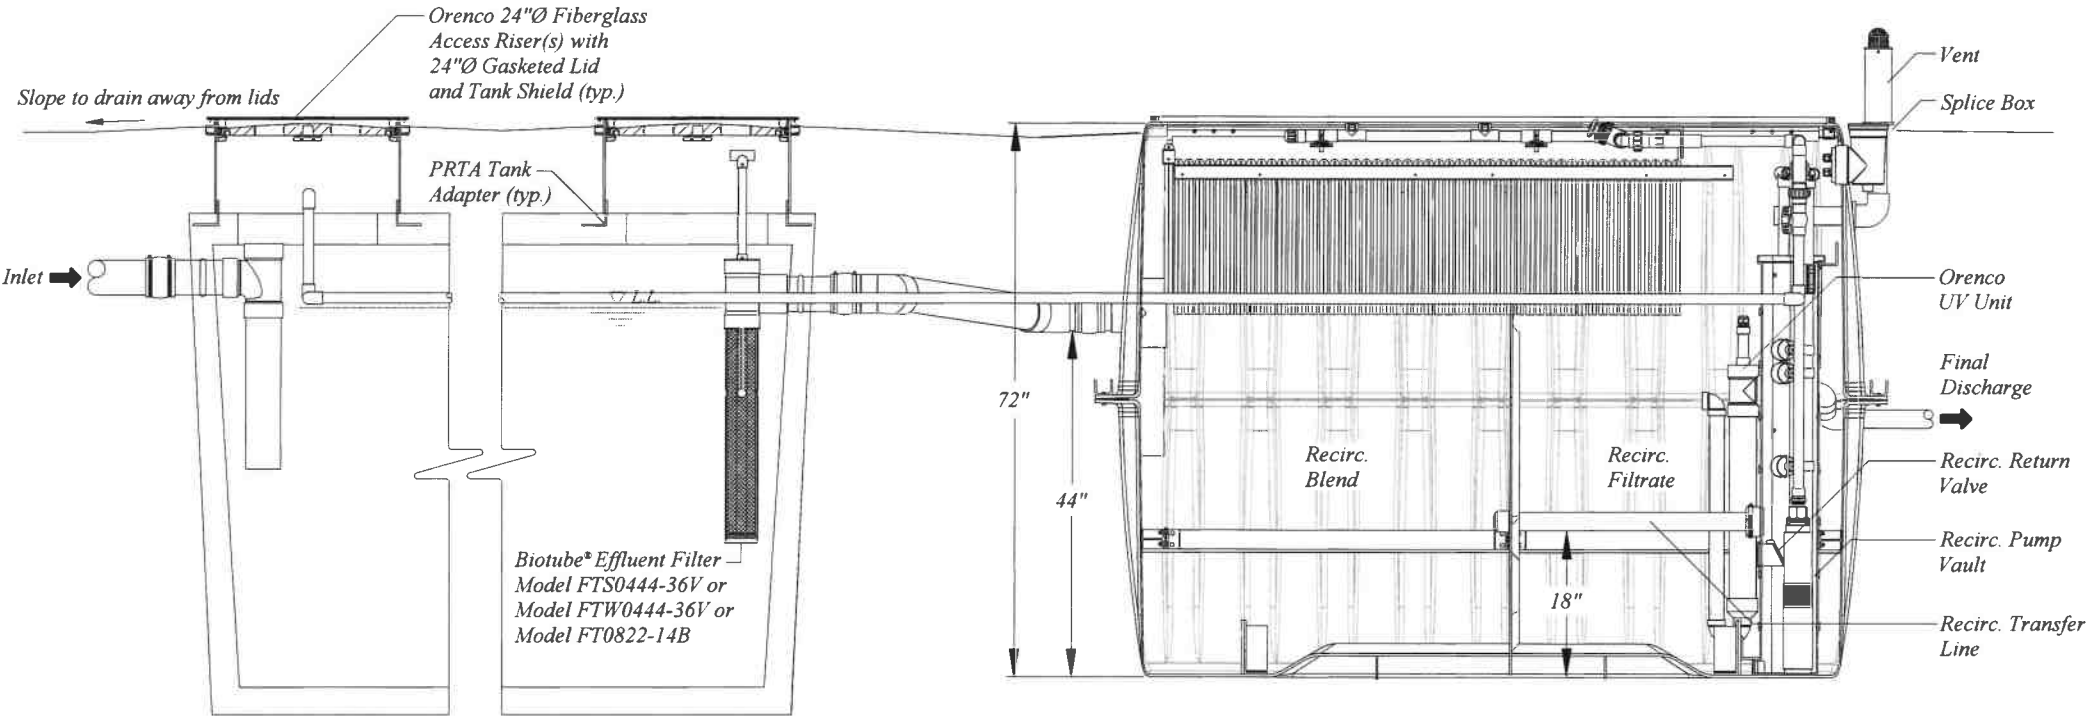 Orenco 24"Ø Fiberglass
Access Riser(s) with
24"Ø Gasketed Lid
and Tank Shield (typ.)
Slope to drain away from lids
PRTA Tank
Adapter (typ.)
Inlet
L.L.
Biotube® Effluent Filter
Model FTS0444-36V or
Model FTW0444-36V or
Model FT0822-14B
72"
44"
18"
Recirc.
Blend
Recirc.
Filtrate
Vent
Splice Box
Orenco
UV Unit
Final
Discharge
Recirc. Return
Valve
Recirc. Pump
Vault
Recirc. Transfer
Line